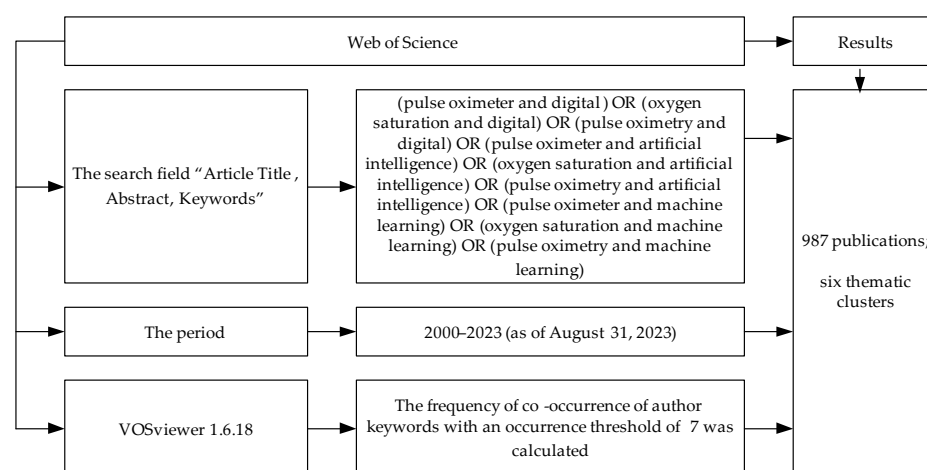 Web of Science
Results
The search field “Article Title,
Abstract, Keywords”
(pulse oximeter and digital) OR (oxygen
saturation and digital) OR (pulse oximetry and
digital) OR (pulse oximeter and artificial
intelligence) OR (oxygen saturation and artificial
intelligence) OR (pulse oximetry and artificial
intelligence) OR (pulse oximeter and machine
learning) OR (oxygen saturation and machine
learning) OR (pulse oximetry and machine
learning)
987 publications;
six thematic
clusters
The period
2000–2023 (as of August 31, 2023)
VOSviewer 1.6.18
The frequency of co-occurrence of author
keywords with an occurrence threshold of 7 was
calculated